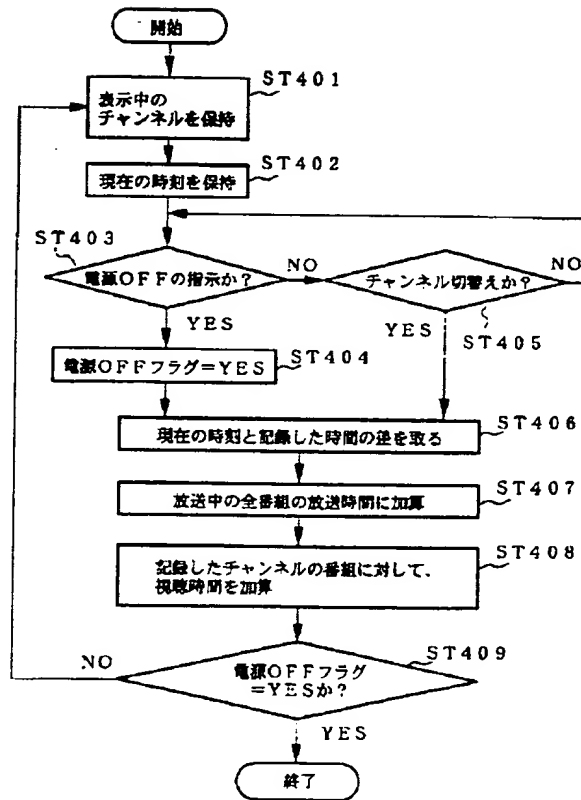 開始
ST401
表示中の
チャンネルを保持
ST402
現在の時刻を保持
ST403
電源OFFの指示か？
NO
チャンネル切替えか？
NO
YES
YES
ST405
ST404
電源OFFフラグ＝YES
ST406
現在の時刻と記録した時間の差を取る
ST407
放送中の全番組の放送時間に加算
ST408
記録したチャンネルの番組に対して、
視聴時間を加算
ST409
NO
電源OFFフラグ
＝YESか？
YES
終了